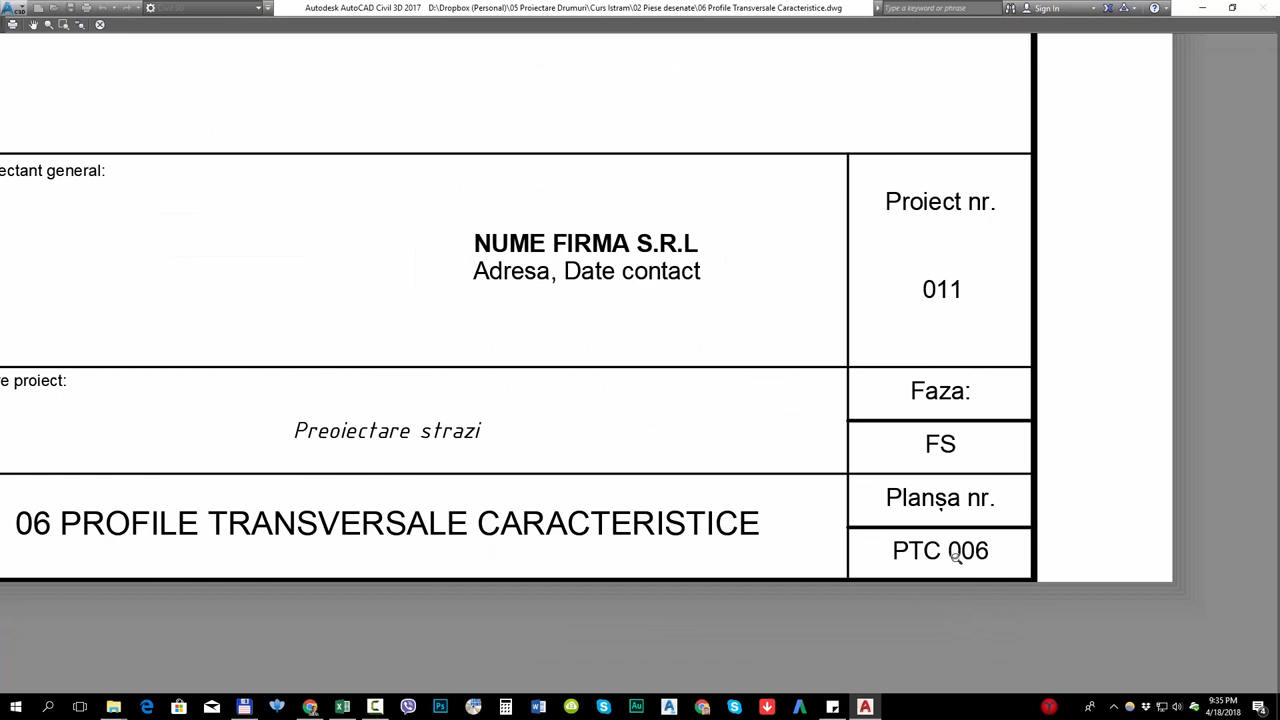 Autodesk AutoCAD Civil 3D 2017 D:\Dropbox (Personal)\05 Proiectare Drumuri\Curs Istram\02 Piese desenate\06 Profile Transversale Caracteristice.dwg
Type a keyword or phrase
Sign In
ectant general:
NUME FIRMA S.R.L
Adresa, Date contact
Proiect nr.
011
e proiect:
Preoiectare strazi
Faza:
FS
06 PROFILE TRANSVERSALE CARACTERISTICE
Planșa nr.
PTC 006
9:35 PM
4/18/2018